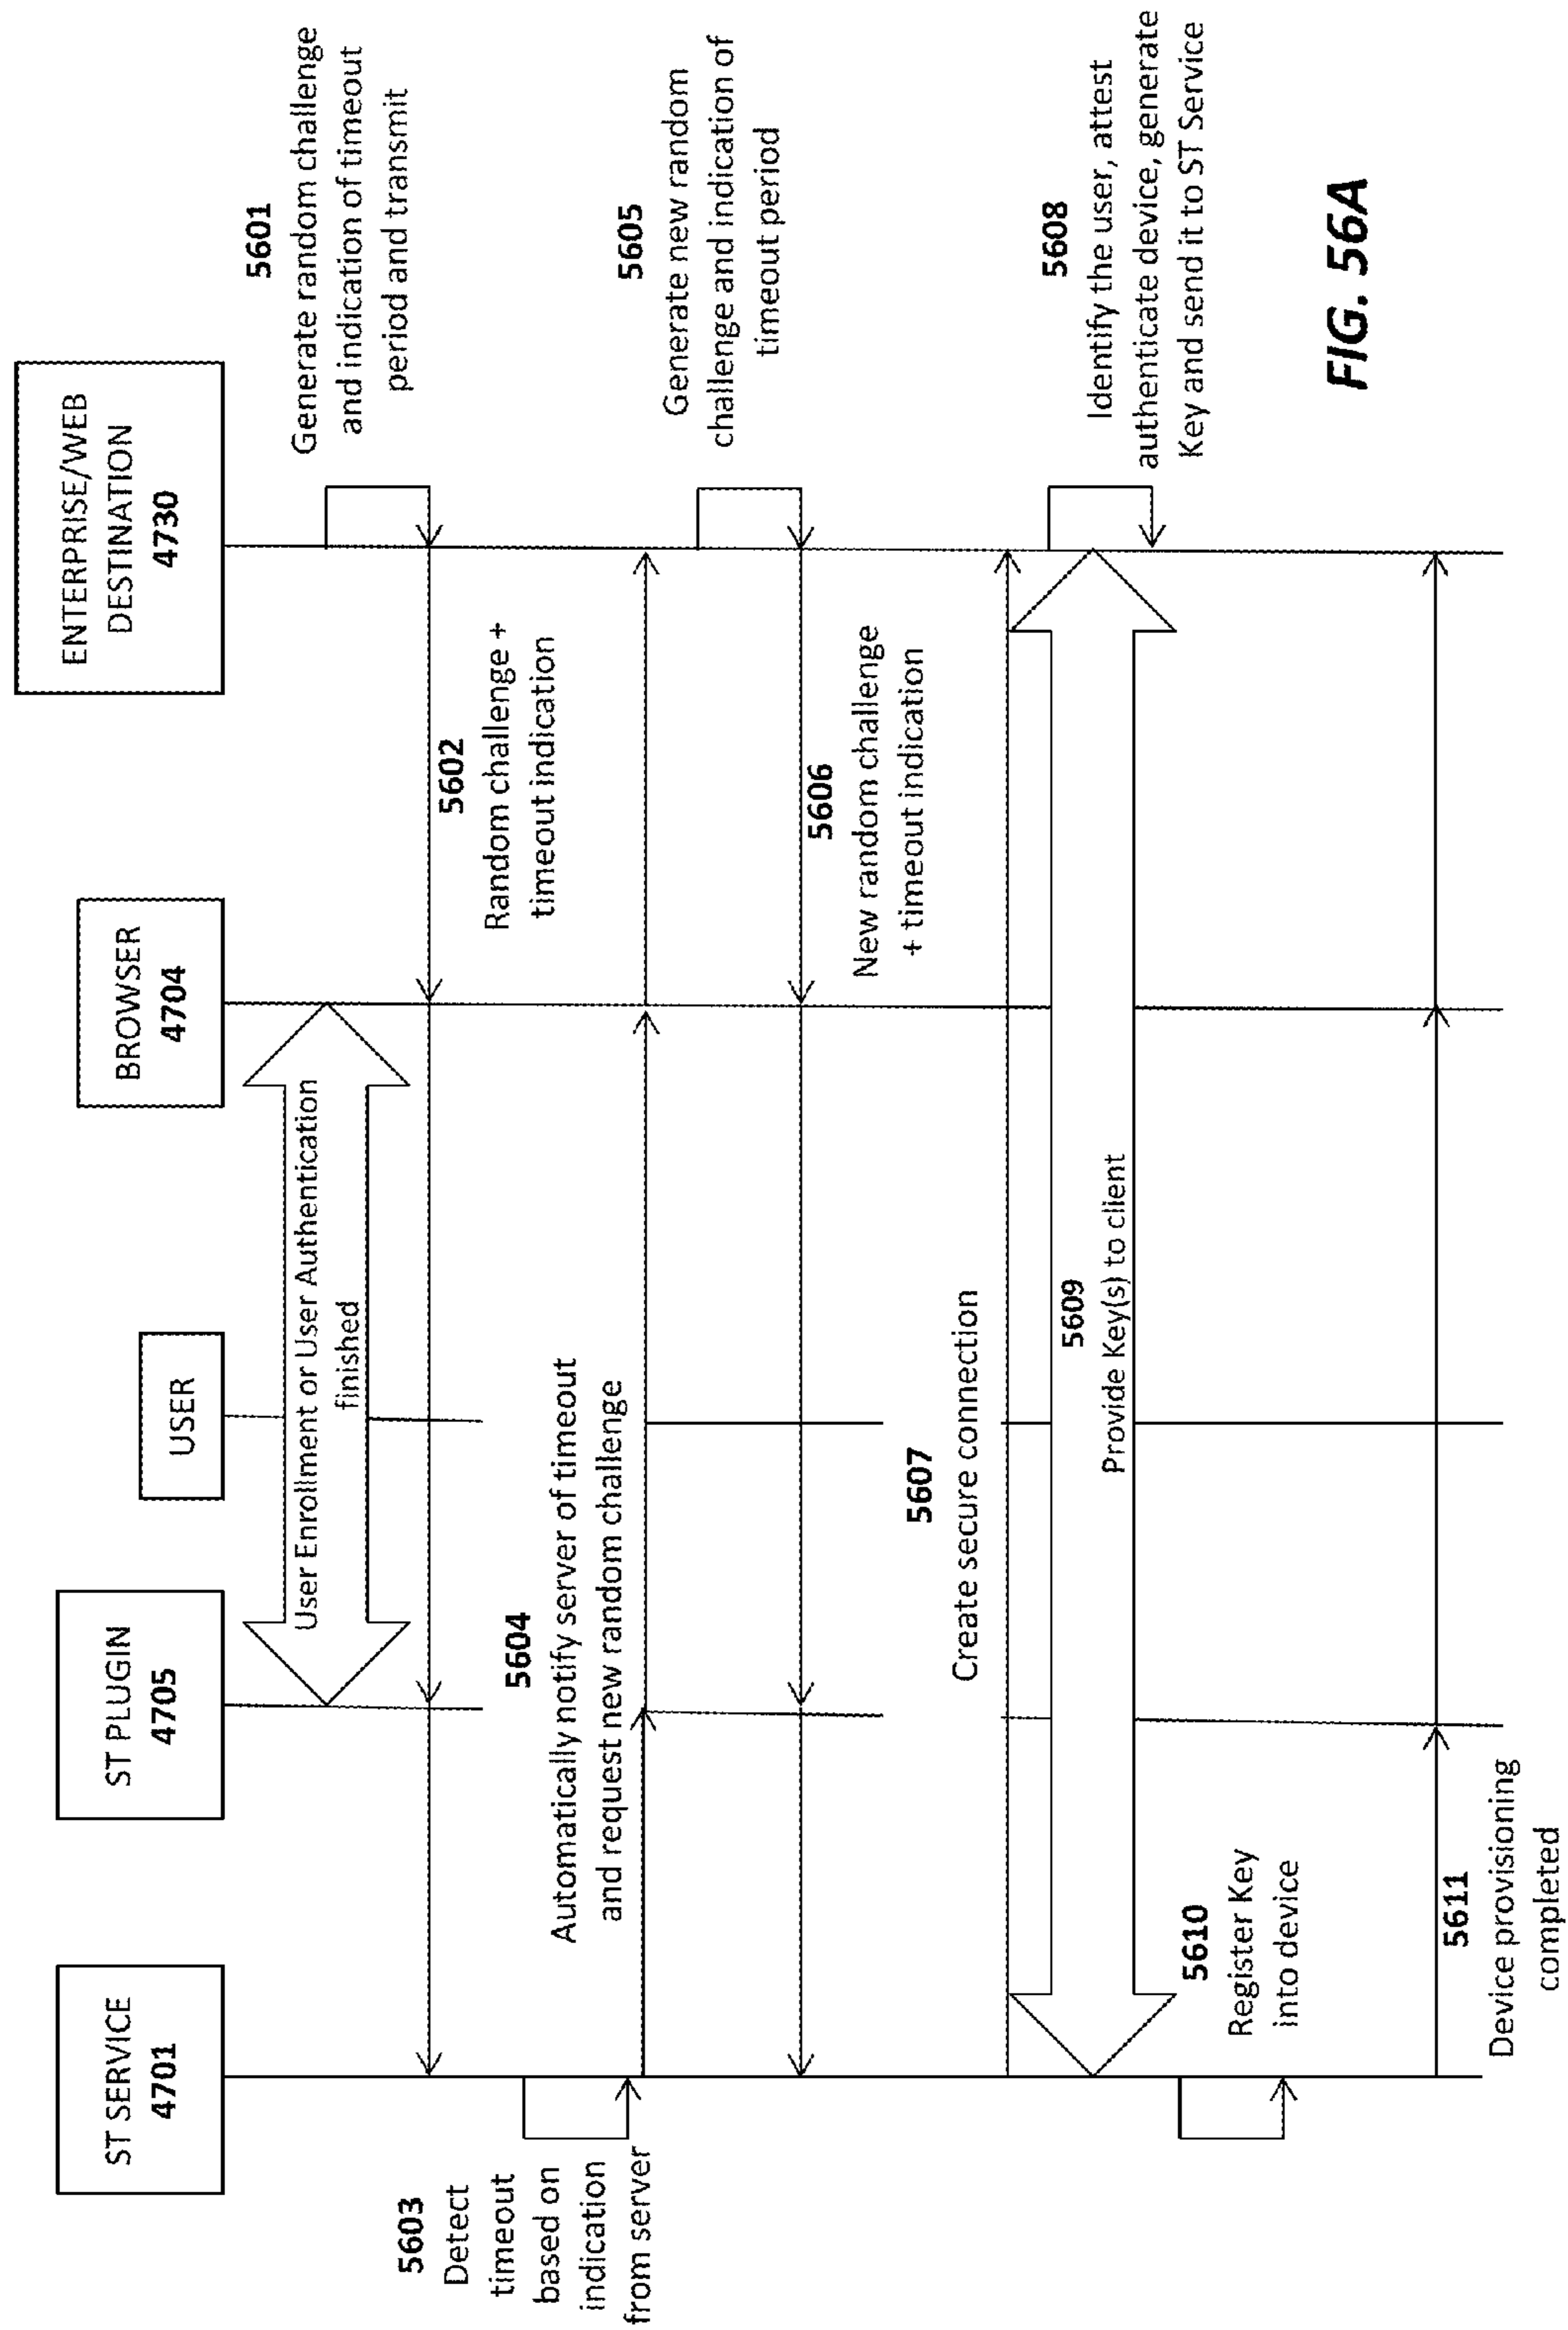 ST SERVICE
4701
ST PLUGIN
4705
USER
BROWSER
4704
ENTERPRISE/WEB
DESTINATION
4730
User Enrollment or User Authentication
finished
5601
Generate random challenge
and indication of timeout
period and transmit
5602
Random challenge +
timeout indication
5603
Detect
timeout
based on
indication
from server
5604
Automatically notify server of timeout
and request new random challenge
5605
Generate new random
challenge and indication of
timeout period
5606
New random challenge
+ timeout indication
5607
Create secure connection
5608
Identify the user, attest
authenticate device, generate
Key and send it to ST Service
5609
Provide Key(s) to client
5610
Register Key
into device
5611
Device provisioning
completed
FIG. 56A